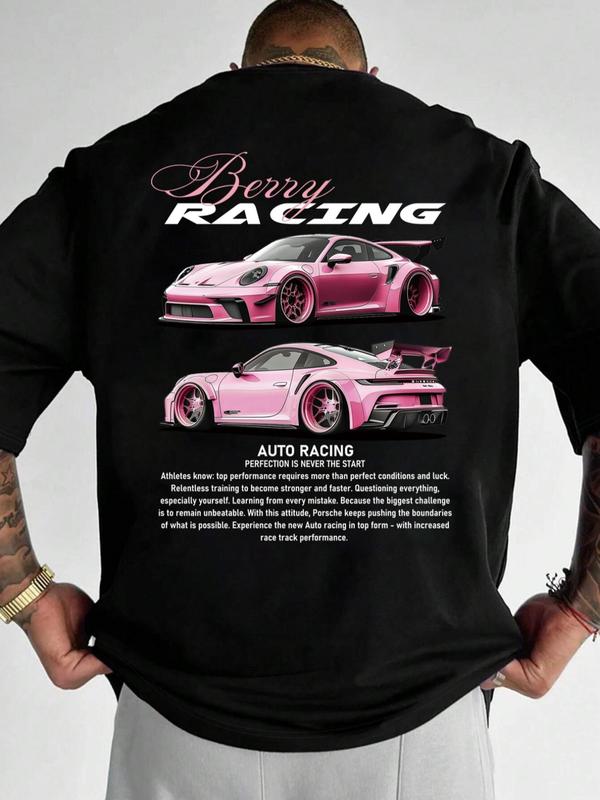 Berry
RACING
AUTO RACING
PERFECTION IS NEVER THE START
Athletes know: top performance requires more than perfect conditions and luck.
Relentless training to become stronger and faster. Questioning everything,
especially yourself. Learning from every mistake. Because the biggest challenge
is to remain unbeatable. With this attitude, Porsche keeps pushing the boundaries
of what is possible. Experience the new Auto racing in top form - with increased
race track performance.